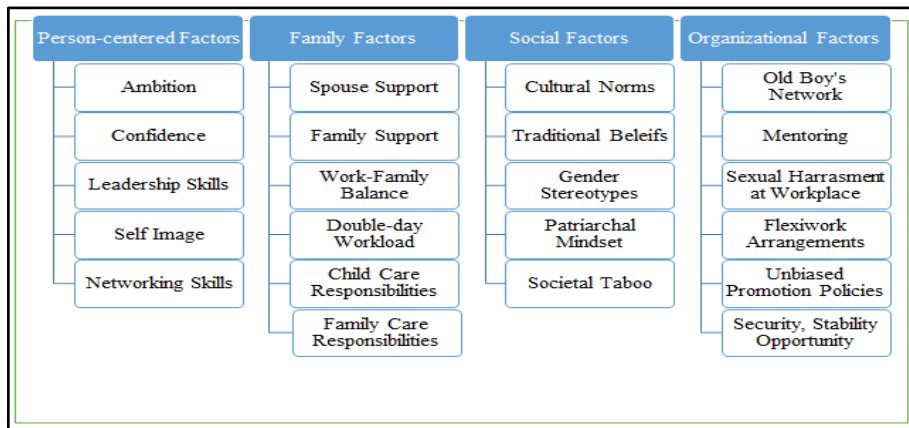 Person-centered Factors
Ambition
Confidence
Leadership Skills
Self Image
Networking Skills
Family Factors
Spouse Support
Family Support
Work-Family
Balance
Double-day
Workload
Child Care
Responsibilities
Family Care
Responsibilities
Social Factors
Cultural Norms
Traditional Beleifs
Gender
Stereotypes
Patriarchal
Mindset
Societal Taboo
Organizational Factors
Old Boy's
Network
Mentoring
Sexual Harrasment
at Workplace
Flexiwork
Arrangements
Unbiased
Promotion Policies
Security, Stability
Opportunity